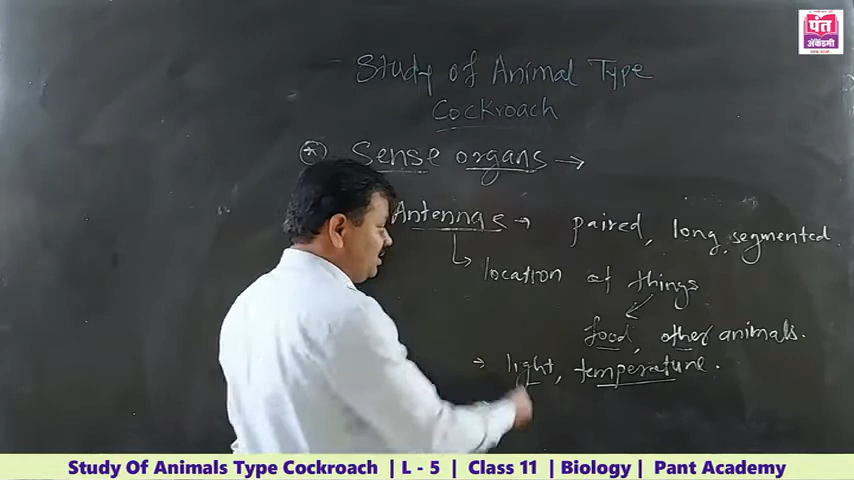 पंत
अॅकॅडमी
Study of Animal Type
Cockroach
* Sense organs →
Antennas → paired, long, segmented
location of things
food, other animals.
→ light, temperature.
Study Of Animals Type Cockroach | L - 5 | Class 11 | Biology | Pant Academy